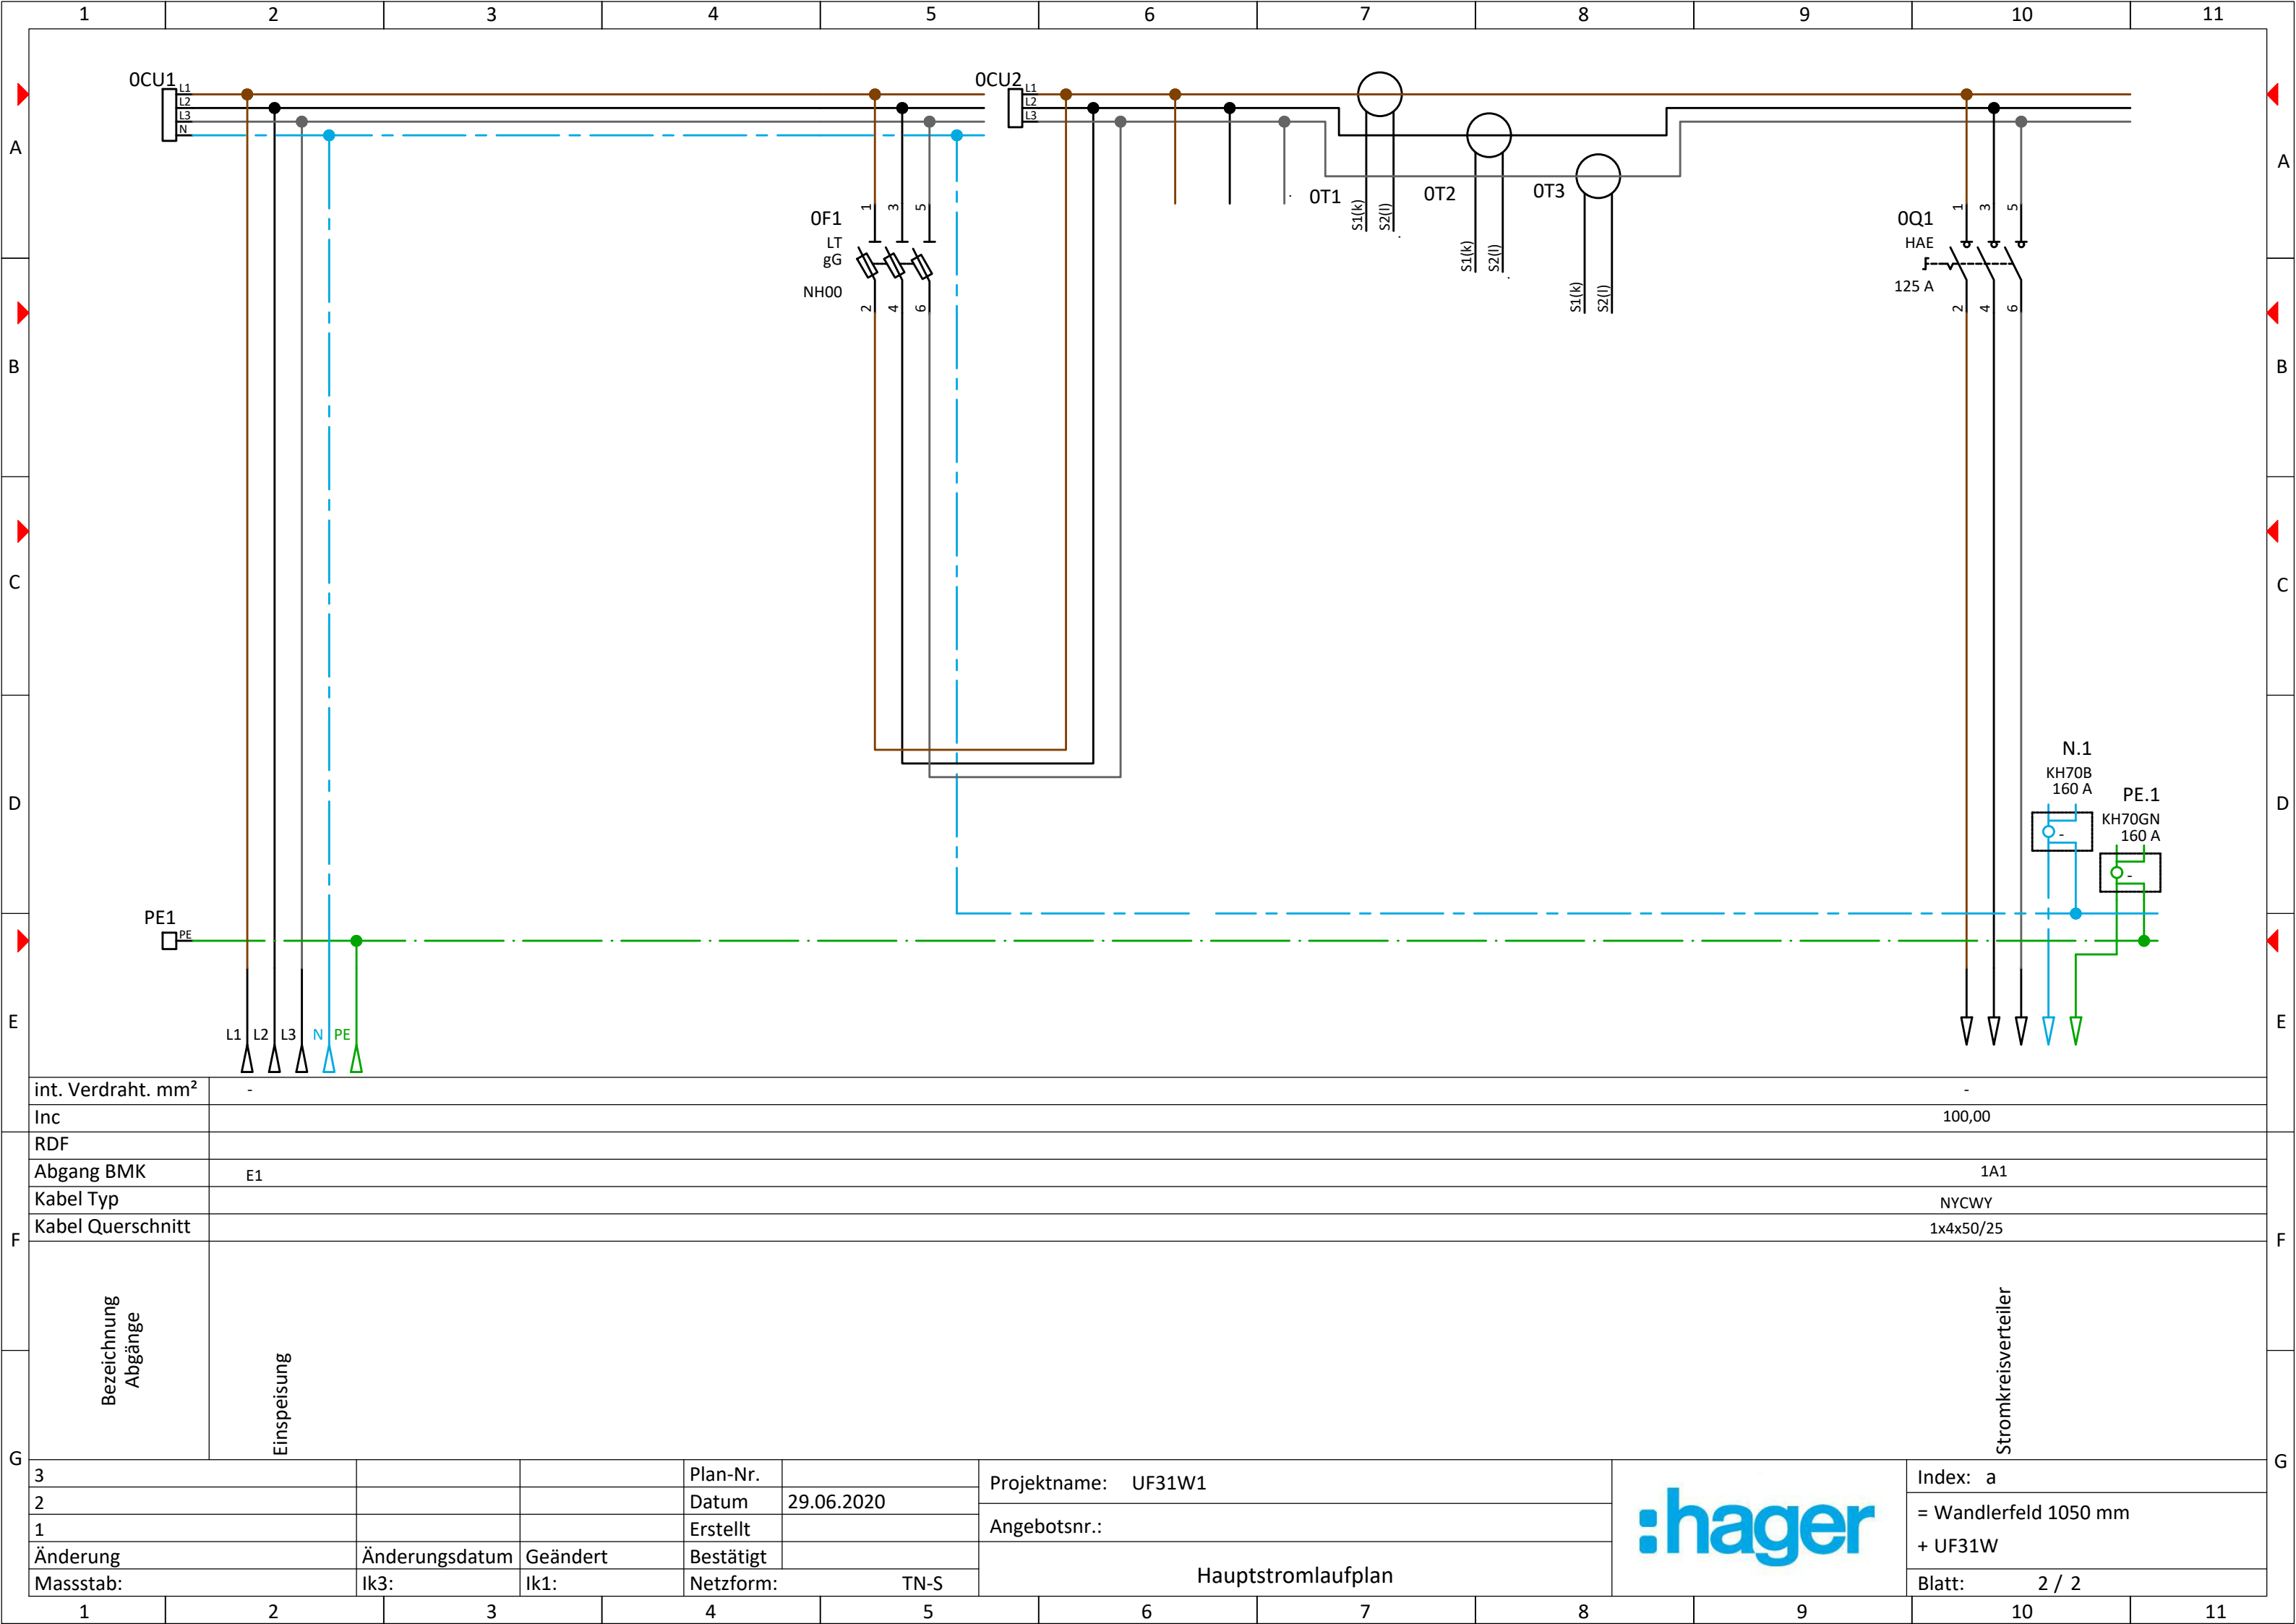 1 2 3 4 5 6 7 8 9 10 11
0CU1
L1
L2
L3
N
0CU2
L1
L2
L3
A A
0T1
S1(k) S2(l)
0T2
S1(k) S2(l)
0T3
S1(k) S2(l)
0F1
LT
gG
NH00
1 3 5
2 4 6
0Q1
HAE
125 A
1 3 5
2 4 6
B B
C C
D D
N.1
KH70B
160 A
-
PE.1
KH70GN
160 A
-
PE1
PE
E E
L1 L2 L3 N PE
int. Verdraht. mm² - -
Inc 100,00
RDF
Abgang BMK E1 1A1
Kabel Typ NYCWY
Kabel Querschnitt 1x4x50/25
F F
Bezeichnung
Abgänge
Einspeisung
Stromkreisverteiler
G G
3 Plan-Nr.
2 Datum 29.06.2020
1 Erstellt
Änderung Änderungsdatum Geändert Bestätigt
Massstab: Ik3: Ik1: Netzform: TN-S
Projektname: UF31W1
Angebotsnr.:
Hauptstromlaufplan
:hager
Index: a
= Wandlerfeld 1050 mm
+ UF31W
Blatt: 2 / 2
1 2 3 4 5 6 7 8 9 10 11